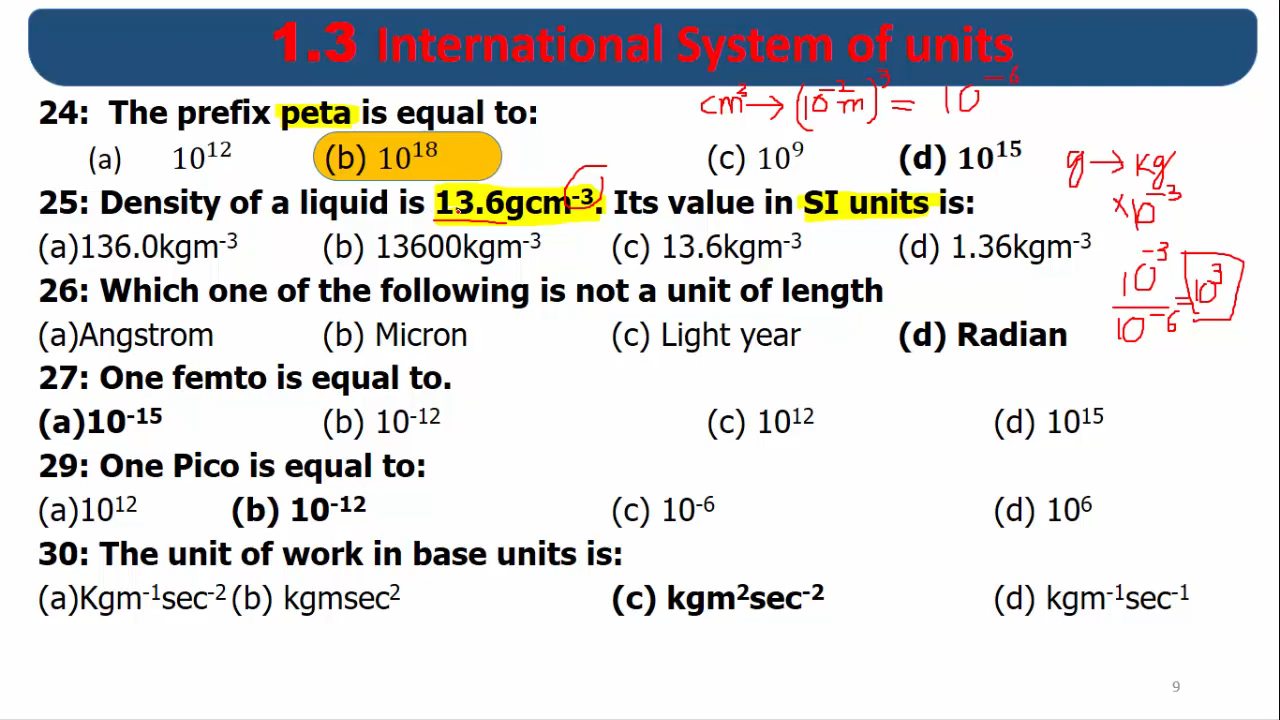 1.3 International System of units
24: The prefix peta is equal to:
cm³ → (10⁻²m)³ = 10⁻⁶
(a) 10¹² (b) 10¹⁸ (c) 10⁹ (d) 10¹⁵
g → kg
25: Density of a liquid is 13.6gcm⁻³. Its value in SI units is:
×10⁻³
(a)136.0kgm⁻³ (b) 13600kgm⁻³ (c) 13.6kgm⁻³ (d) 1.36kgm⁻³
10⁻³/10⁻⁶ = 10³
26: Which one of the following is not a unit of length
(a)Angstrom (b) Micron (c) Light year (d) Radian
27: One femto is equal to.
(a)10⁻¹⁵ (b) 10⁻¹² (c) 10¹² (d) 10¹⁵
29: One Pico is equal to:
(a)10¹² (b) 10⁻¹² (c) 10⁻⁶ (d) 10⁶
30: The unit of work in base units is:
(a)Kgm⁻¹sec⁻² (b) kgmsec² (c) kgm²sec⁻² (d) kgm⁻¹sec⁻¹
9